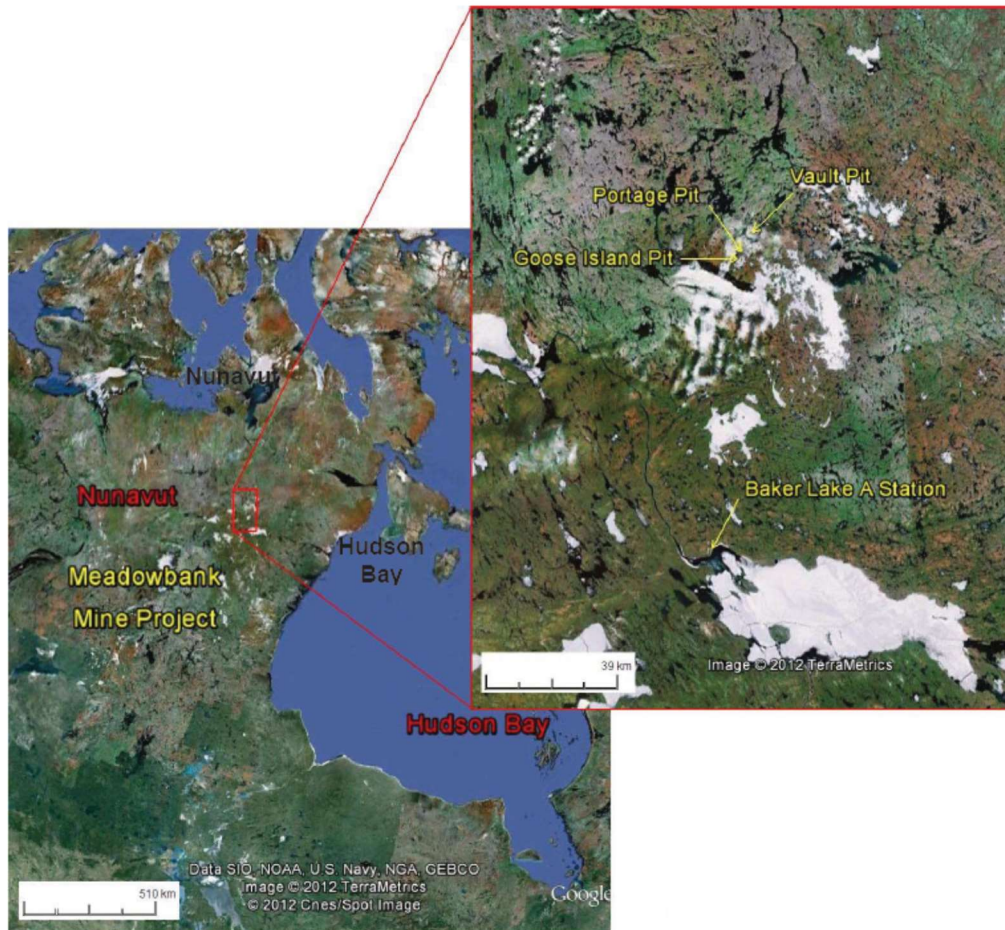 Vault Pit
Portage Pit
Goose Island Pit
Baker Lake A Station
39 km
Image © 2012 TerraMetrics
Nunavut
Nunavut
Hudson
Bay
Meadowbank
Mine Project
Hudson Bay
Data SIO, NOAA, U.S. Navy, NGA, GEBCO
Image © 2012 TerraMetrics
© 2012 Cnes/Spot Image
510 km
Google